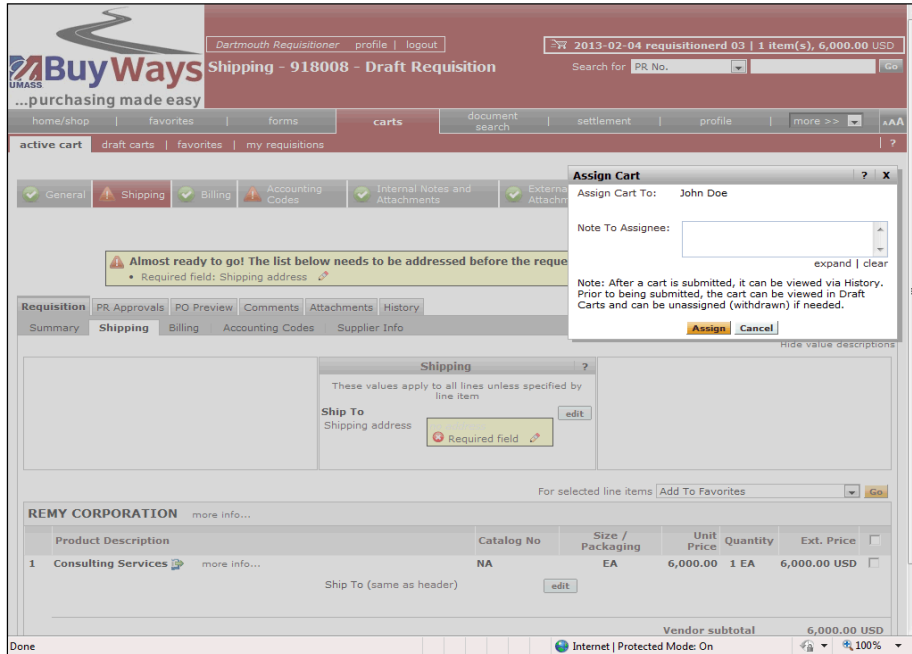 Dartmouth Requisitioner profile | logout
2013-02-04 requisitionerd 03 | 1 item(s), 6,000.00 USD
UMASS BuyWays
...purchasing made easy
Shipping - 918008 - Draft Requisition
Search for PR No. Go
home/shop | favorites | forms carts document search | settlement | profile | more >> AAA
active cart draft carts | favorites | my requisitions | ?
General Shipping Billing Accounting Codes Internal Notes and Attachments
Assign Cart ? X
Assign Cart To: John Doe
Note To Assignee:
expand | clear
Note: After a cart is submitted, it can be viewed via History.
Prior to being submitted, the cart can be viewed in Draft
Carts and can be unassigned (withdrawn) if needed.
Assign Cancel
Almost ready to go! The list below needs to be addressed before the
• Required field: Shipping address
Requisition PR Approvals PO Preview Comments Attachments History
Summary Shipping Billing Accounting Codes Supplier Info
Hide value descriptions
Shipping ?
These values apply to all lines unless specified by
line item
Ship To edit
Shipping address
Required field
For selected line items Add To Favorites Go
REMY CORPORATION more info...
Product Description Catalog No Size / Packaging Unit Price Quantity Ext. Price
1 Consulting Services more info... NA EA 6,000.00 1 EA 6,000.00 USD
Ship To (same as header) edit
Vendor subtotal 6,000.00 USD
Done Internet | Protected Mode: On 100%